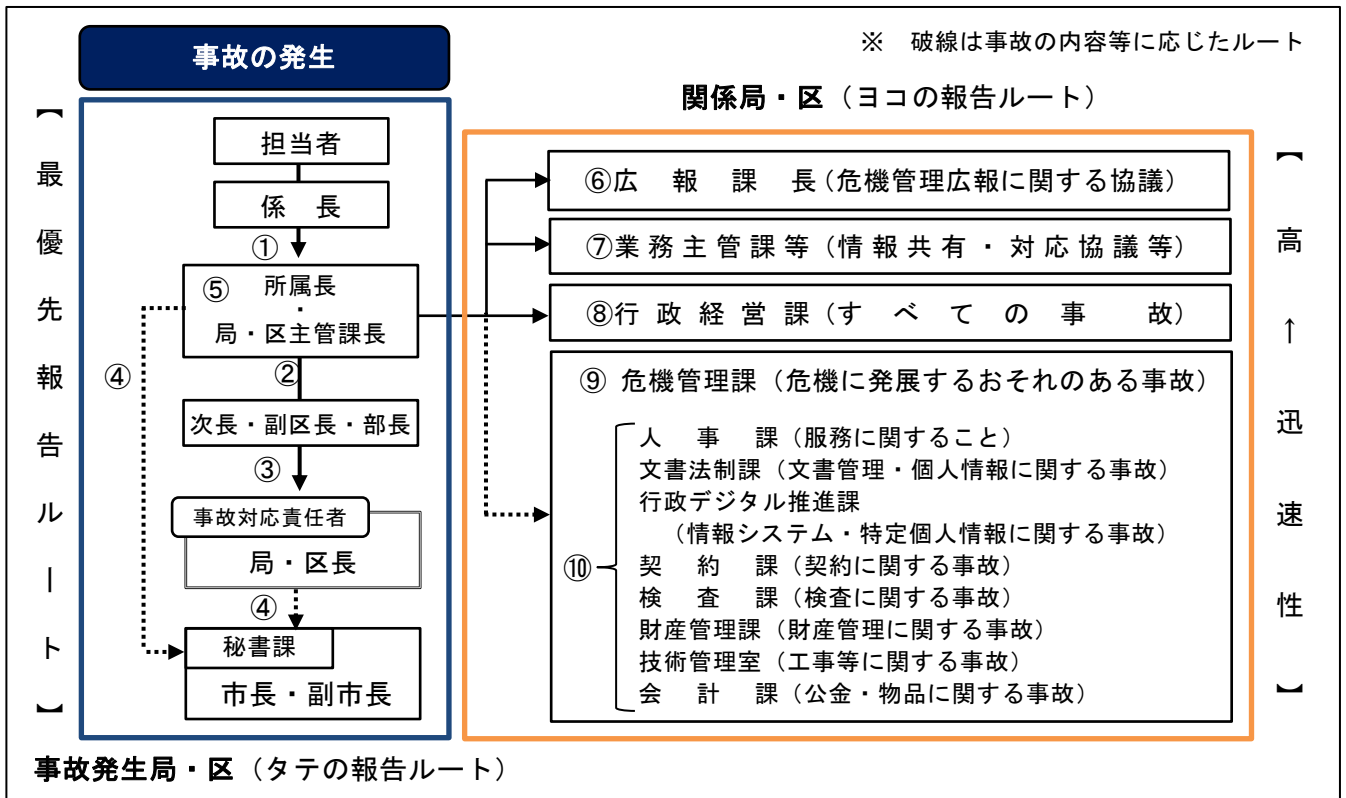 事故の発生
※ 破線は事故の内容等に応じたルート
関係局・区（ヨコの報告ルート）
【最優先報告ルート】
担当者
係 長
①
⑤ 所属長
・
局・区主管課長
④
②
次長・副区長・部長
③
事故対応責任者
局・区長
④
秘書課
市長・副市長
事故発生局・区（タテの報告ルート）
⑥広 報 課 長（危機管理広報に関する協議）
⑦業務主管課等（情報共有・対応協議等）
⑧行政経営課（すべての事故）
⑨ 危機管理課（危機に発展するおそれのある事故）
⑩
人 事 課（服務に関すること）
文書法制課（文書管理・個人情報に関する事故）
行政デジタル推進課
（情報システム・特定個人情報に関する事故）
契 約 課（契約に関する事故）
検 査 課（検査に関する事故）
財産管理課（財産管理に関する事故）
技術管理室（工事等に関する事故）
会 計 課（公金・物品に関する事故）
【高↑迅速性】